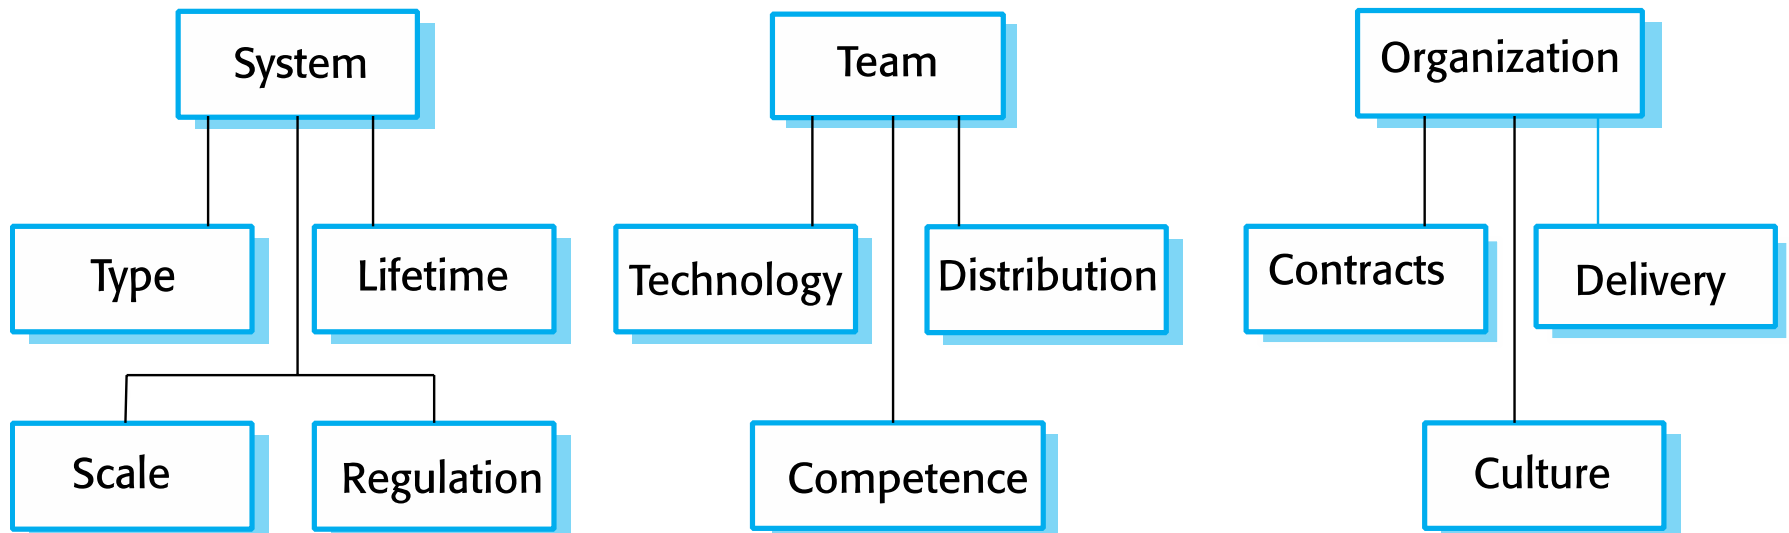 System
Team
Organization
Type
Lifetime
Technology
Distribution
Contracts
Delivery
Scale
Regulation
Competence
Culture